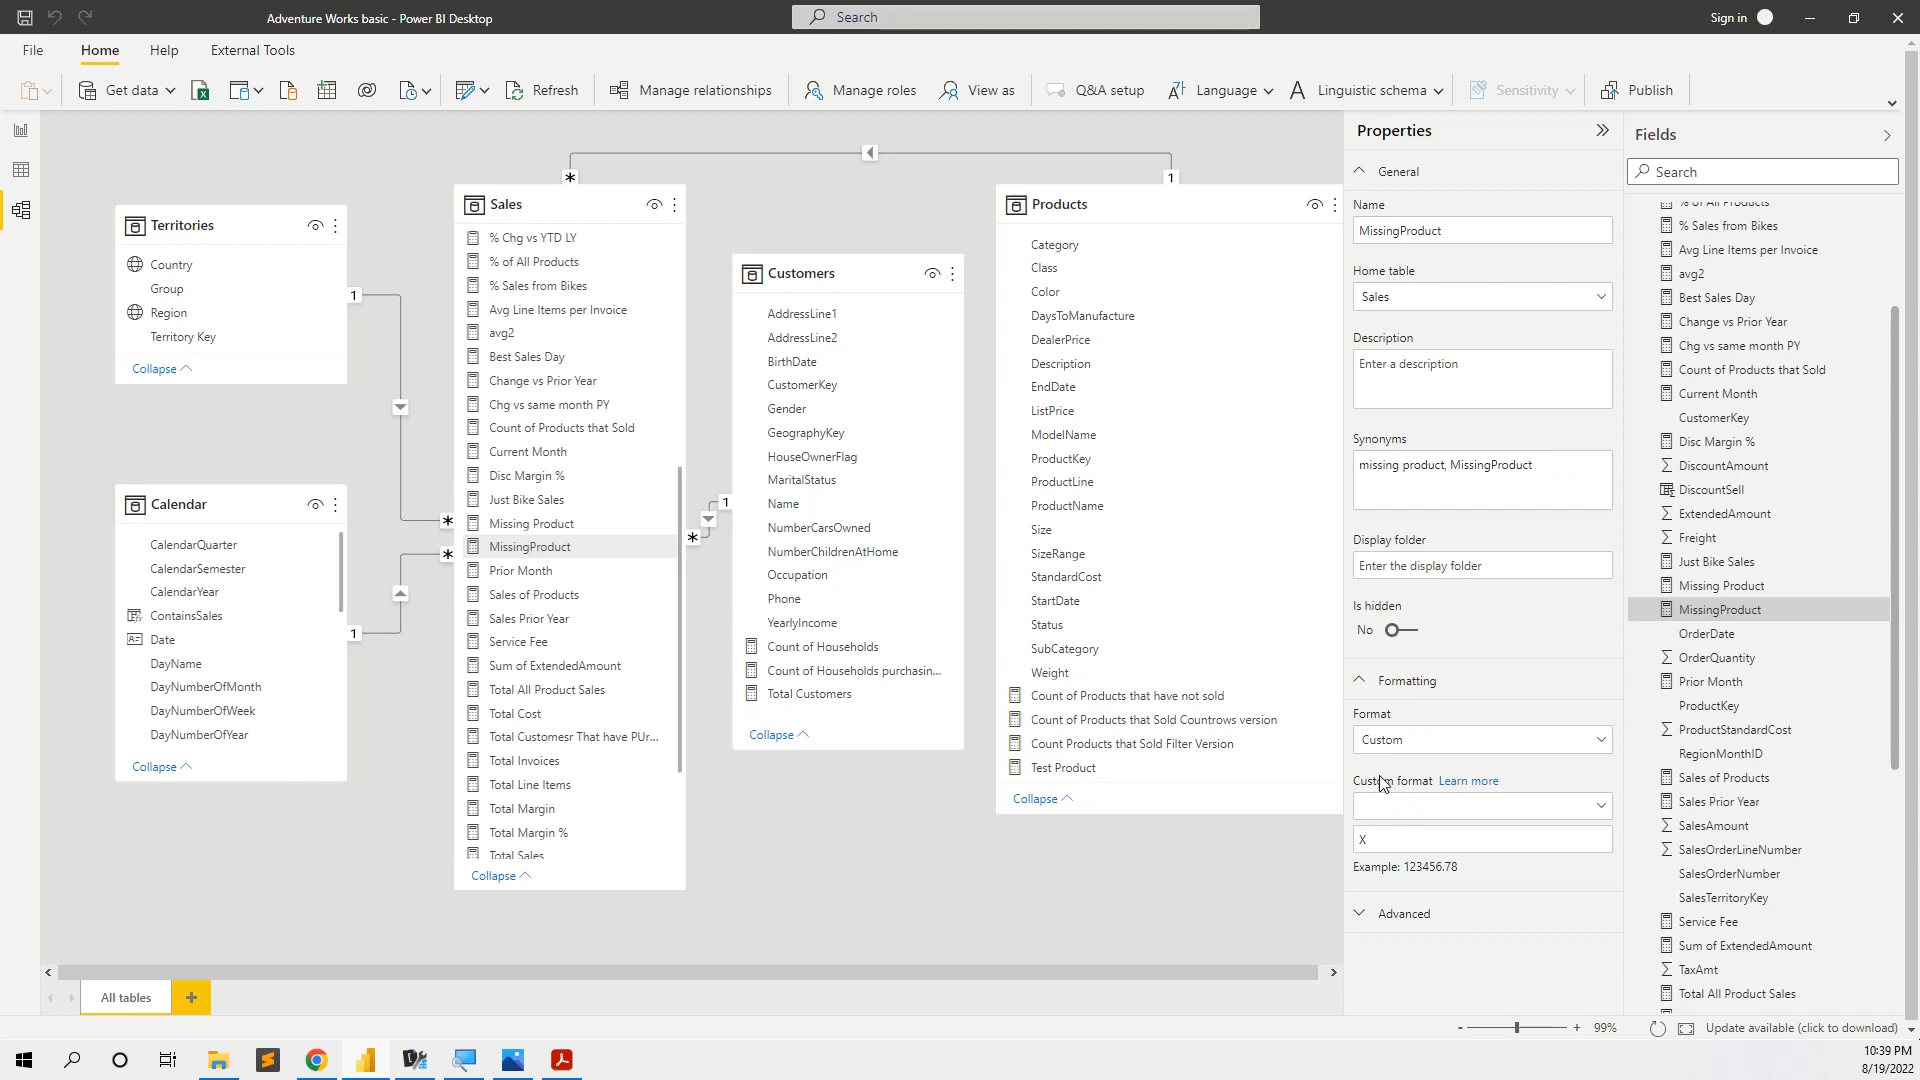 Adventure Works basic - Power BI Desktop
Search
Sign in
File
Home
Help
External Tools
Get data
Refresh
Manage relationships
Manage roles
View as
Q&A setup
Language
Linguistic schema
Sensitivity
Publish
Territories
Country
Group
Region
Territory Key
Collapse
1
Calendar
CalendarQuarter
CalendarSemester
CalendarYear
ContainsSales
Date
DayName
DayNumberOfMonth
DayNumberOfWeek
DayNumberOfYear
Collapse
1
*
*
*
Sales
% Chg vs YTD LY
% of All Products
% Sales from Bikes
Avg Line Items per Invoice
avg2
Best Sales Day
Change vs Prior Year
Chg vs same month PY
Count of Products that Sold
Current Month
Disc Margin %
Just Bike Sales
Missing Product
MissingProduct
Prior Month
Sales of Products
Sales Prior Year
Service Fee
Sum of ExtendedAmount
Total All Product Sales
Total Cost
Total Customesr That have PUr...
Total Invoices
Total Line Items
Total Margin
Total Margin %
Total Sales
Collapse
*
1
Customers
AddressLine1
AddressLine2
BirthDate
CustomerKey
Gender
GeographyKey
HouseOwnerFlag
MaritalStatus
Name
NumberCarsOwned
NumberChildrenAtHome
Occupation
Phone
YearlyIncome
Count of Households
Count of Households purchasin...
Total Customers
Collapse
1
Products
Category
Class
Color
DaysToManufacture
DealerPrice
Description
EndDate
ListPrice
ModelName
ProductKey
ProductLine
ProductName
Size
SizeRange
StandardCost
StartDate
Status
SubCategory
Weight
Count of Products that have not sold
Count of Products that Sold Countrows version
Count Products that Sold Filter Version
Test Product
Collapse
Properties
General
Name
MissingProduct
Home table
Sales
Description
Enter a description
Synonyms
missing product, MissingProduct
Display folder
Enter the display folder
Is hidden
No
Formatting
Format
Custom
Custom format Learn more
X
Example: 123456.78
Advanced
Fields
Search
% of All Products
% Sales from Bikes
Avg Line Items per Invoice
avg2
Best Sales Day
Change vs Prior Year
Chg vs same month PY
Count of Products that Sold
Current Month
CustomerKey
Disc Margin %
DiscountAmount
DiscountSell
ExtendedAmount
Freight
Just Bike Sales
Missing Product
MissingProduct
OrderDate
OrderQuantity
Prior Month
ProductKey
ProductStandardCost
RegionMonthID
Sales of Products
Sales Prior Year
SalesAmount
SalesOrderLineNumber
SalesOrderNumber
SalesTerritoryKey
Service Fee
Sum of ExtendedAmount
TaxAmt
Total All Product Sales
All tables
+
- + 99%
Update available (click to download)
10:39 PM
8/19/2022